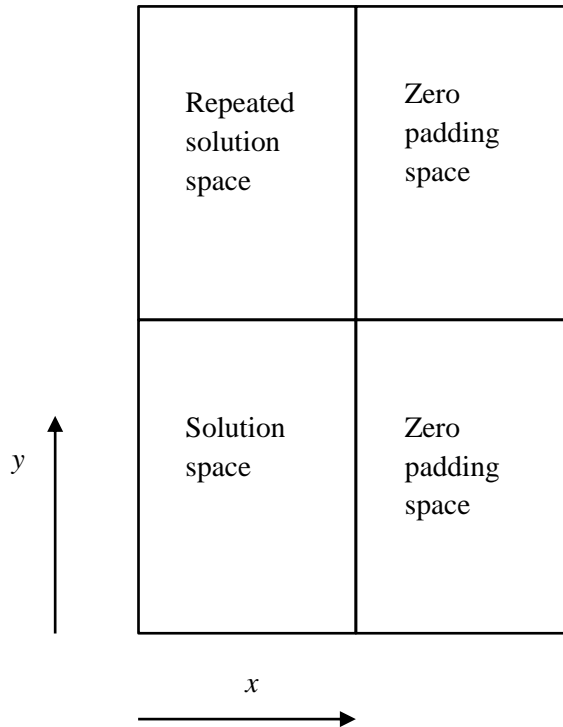 Repeated
solution
space
Zero
padding
space
Solution
space
Zero
padding
space
y
x